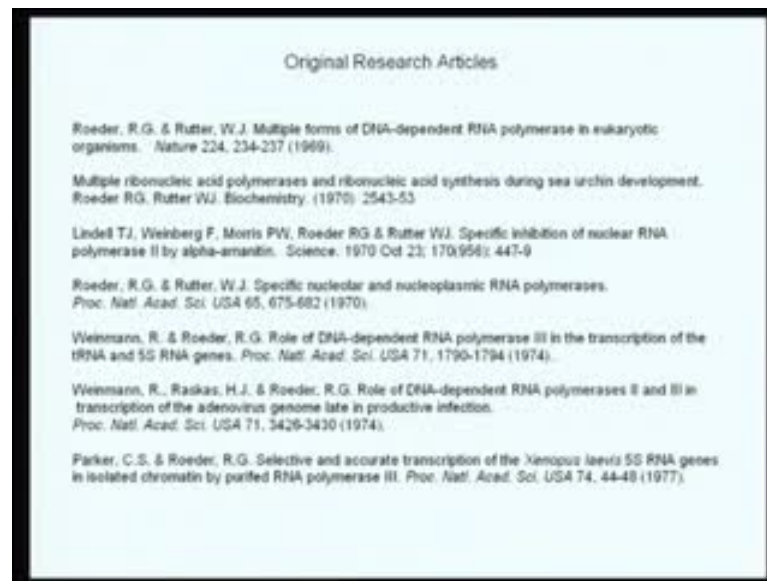 Original Research Articles
Roeder, R.G. & Rutter, W.J. Multiple forms of DNA-dependent RNA polymerase in eukaryotic
organisms. Nature 224, 234-237 (1969).
Multiple ribonucleic acid polymerases and ribonucleic acid synthesis during sea urchin development.
Roeder RG, Rutter WJ. Biochemistry. (1970) 2543-53
Lindell TJ, Weinberg F, Morris PW, Roeder RG & Rutter WJ. Specific inhibition of nuclear RNA
polymerase II by alpha-amanitin. Science. 1970 Oct 23; 170(956): 447-9
Roeder, R.G. & Rutter, W.J. Specific nucleolar and nucleoplasmic RNA polymerases.
Proc. Natl. Acad. Sci. USA 65, 675-682 (1970).
Weinmann, R. & Roeder, R.G. Role of DNA-dependent RNA polymerase III in the transcription of the
tRNA and 5S RNA genes. Proc. Natl. Acad. Sci. USA 71, 1790-1794 (1974).
Weinmann, R., Raskas, H.J. & Roeder, R.G. Role of DNA-dependent RNA polymerases II and III in
transcription of the adenovirus genome late in productive infection.
Proc. Natl. Acad. Sci. USA 71, 3426-3430 (1974).
Parker, C.S. & Roeder, R.G. Selective and accurate transcription of the Xenopus laevis 5S RNA genes
in isolated chromatin by purifed RNA polymerase III. Proc. Natl. Acad. Sci. USA 74, 44-48 (1977).